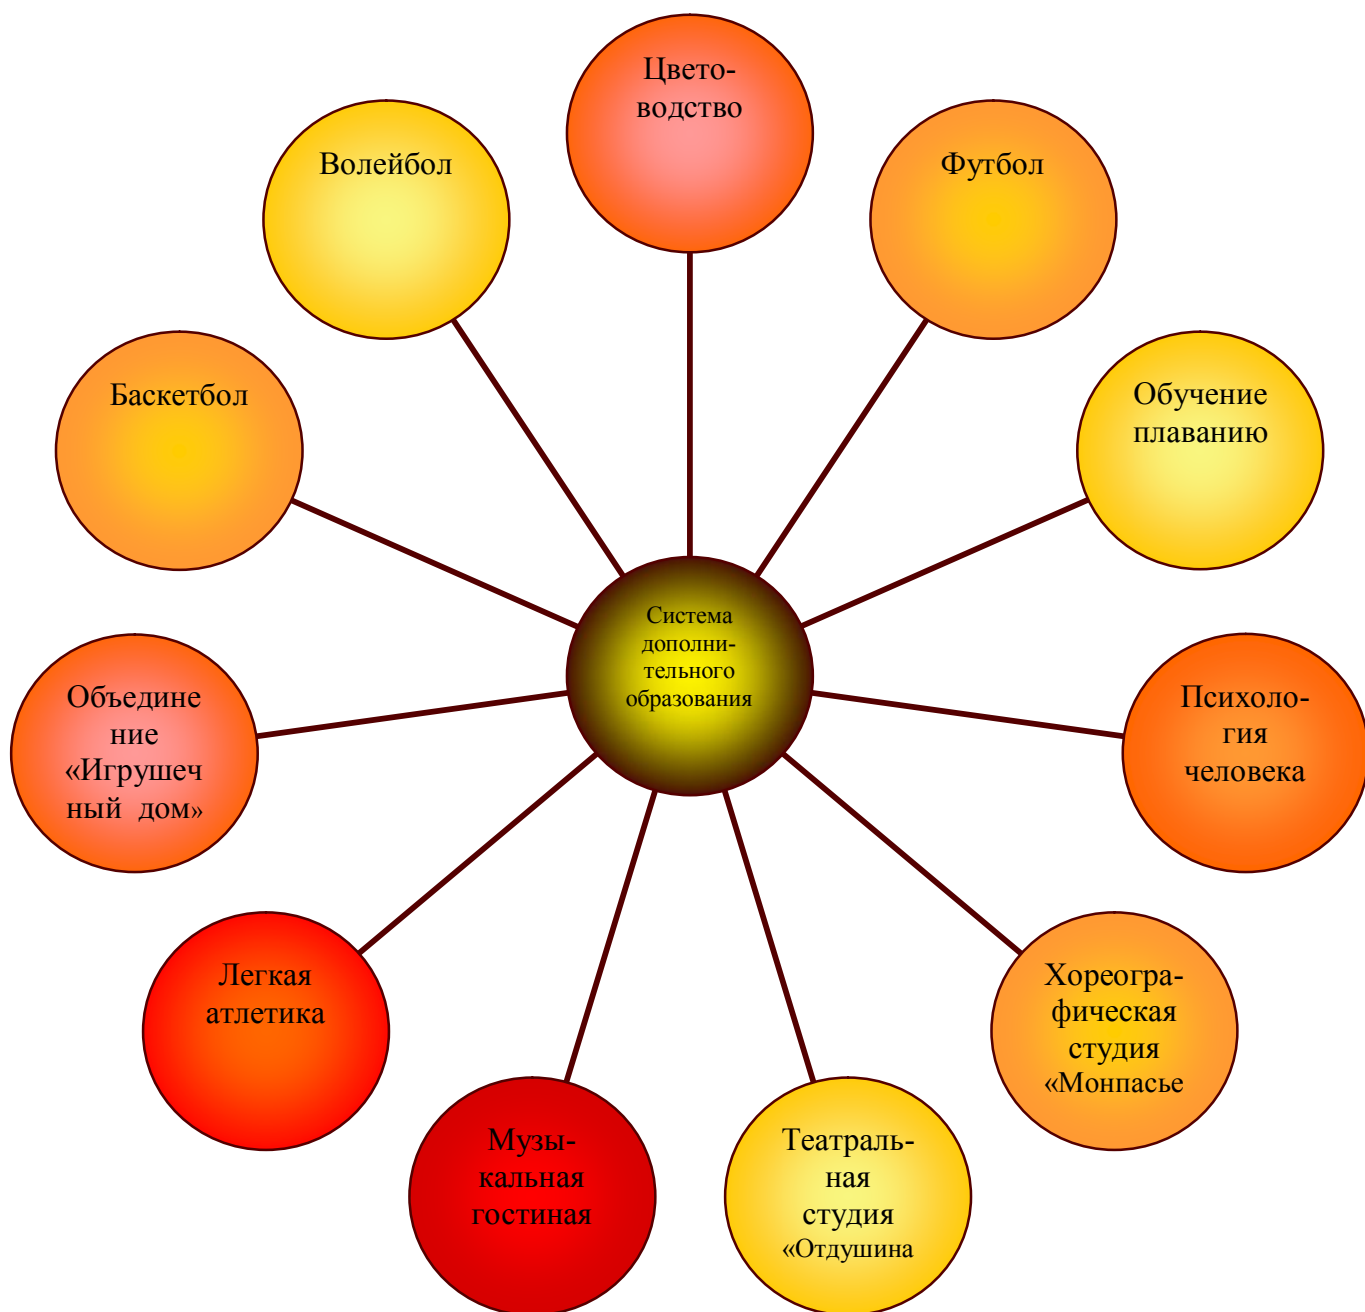 Цвето-
водство
Футбол
Обучение
плаванию
Психоло-
гия
человека
Хореогра-
фическая
студия
«Монпасье
Театраль-
ная
студия
«Отдушина
Музы-
кальная
гостиная
Легкая
атлетика
Объедине
ние
«Игрушеч
ный дом»
Баскетбол
Волейбол
Система
дополни-
тельного
образования